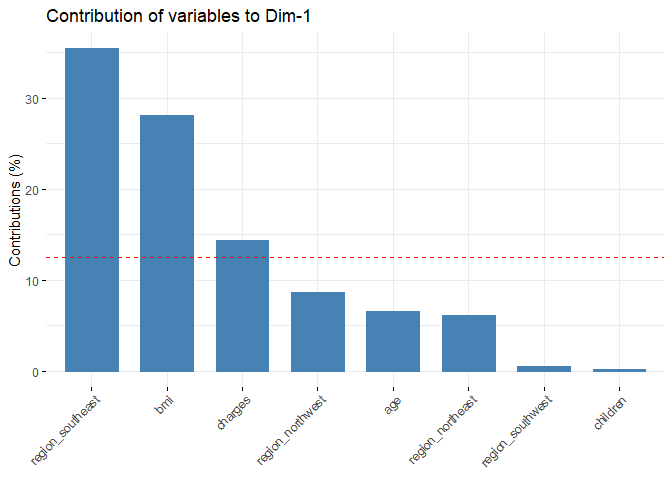 Contribution of variables to Dim-1
Contributions (%)
30
20
10
0
region_southeast
bmi
charges
region_northwest
age
region_northeast
region_southwest
children